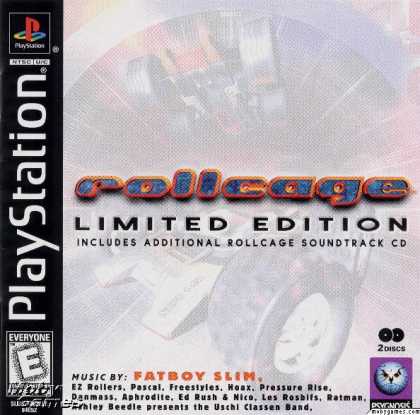 PlayStation
NTSC U/C
PlayStation
rollcage
LIMITED EDITION
INCLUDES ADDITIONAL ROLLCAGE SOUNDTRACK CD
2 DISCS
EVERYONE
E
MUSIC BY: FATBOY SLIM,
EZ Rollers, Pascal, Freestyles, Hoax, Pressure Rise,
Danmass, Aphrodite, Ed Rush & Nico, Les Rosbifs, Ratman,
Ashley Beedle presents the Uschi Classen Band.
PSYGNOSIS